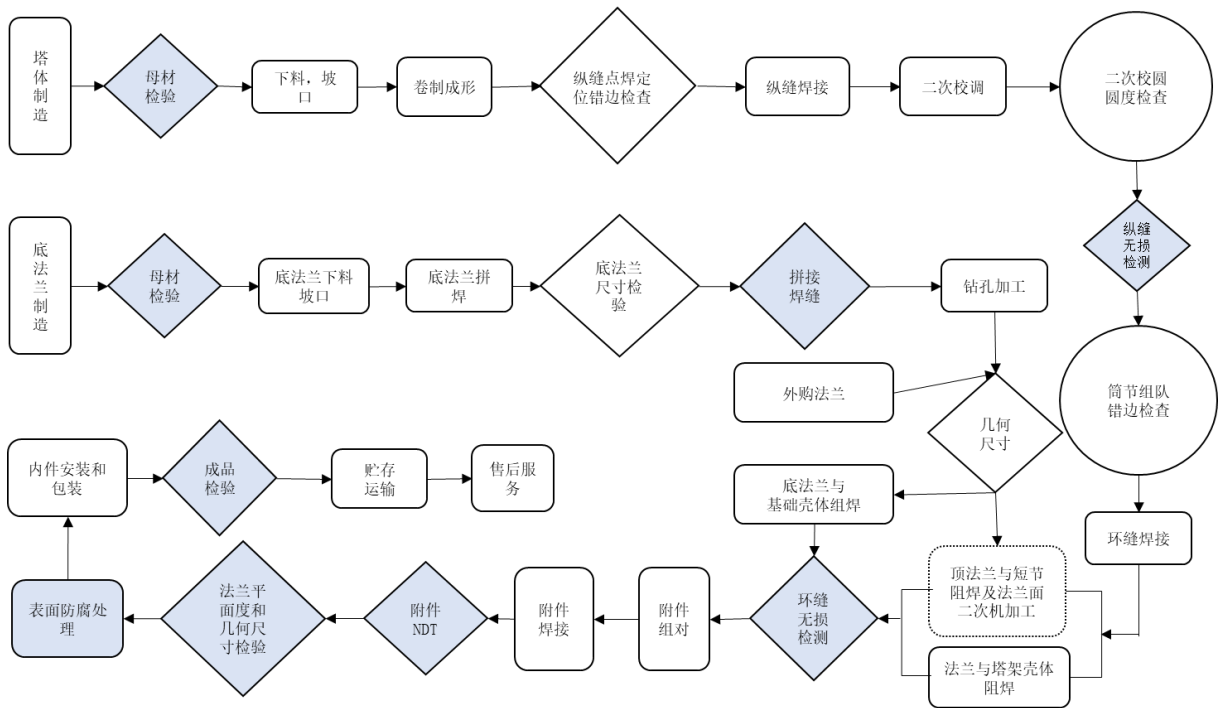 塔
体
制
造
母材
检验
下料，坡
口
卷制成形
纵缝点焊定
位错边检查
纵缝焊接
二次校调
二次校圆
圆度检查
纵缝
无损
检测
底
法
兰
制
造
母材
检验
底法兰下料
坡口
底法兰拼
焊
底法兰
尺寸检
验
拼接
焊缝
钻孔加工
外购法兰
几何
尺寸
筒节组队
错边检查
内件安装和
包装
成品
检验
贮存
运输
售后服
务
底法兰与
基础壳体组焊
环缝焊接
顶法兰与短节
阻焊及法兰面
二次机加工
法兰与塔架壳体
阻焊
环缝
无损
检测
附件
组对
附件
焊接
附件
NDT
法兰平
面度和
几何尺
寸检验
表面防腐处
理